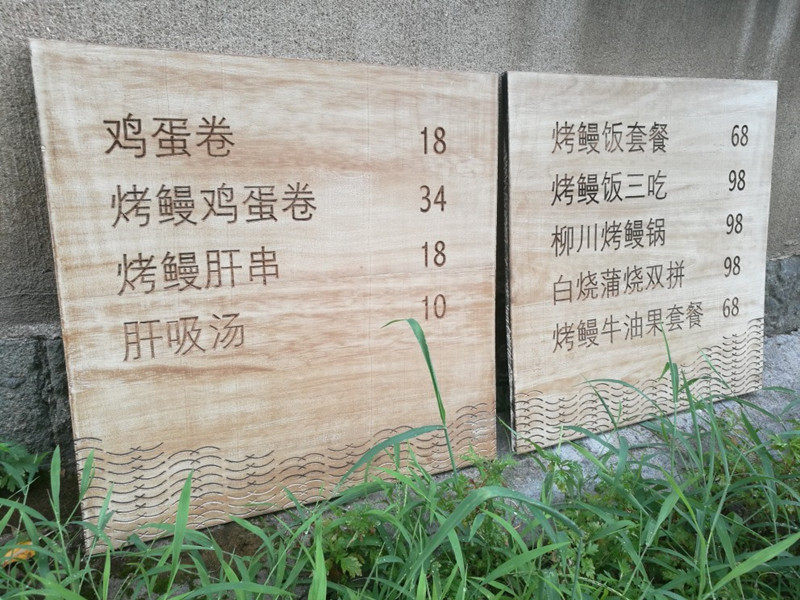 鸡蛋卷 18
烤鳗鸡蛋卷 34
烤鳗肝串 18
肝吸汤 10
烤鳗饭套餐 68
烤鳗饭三吃 98
柳川烤鳗锅 98
白烧蒲烧双拼 98
烤鳗牛油果套餐 68